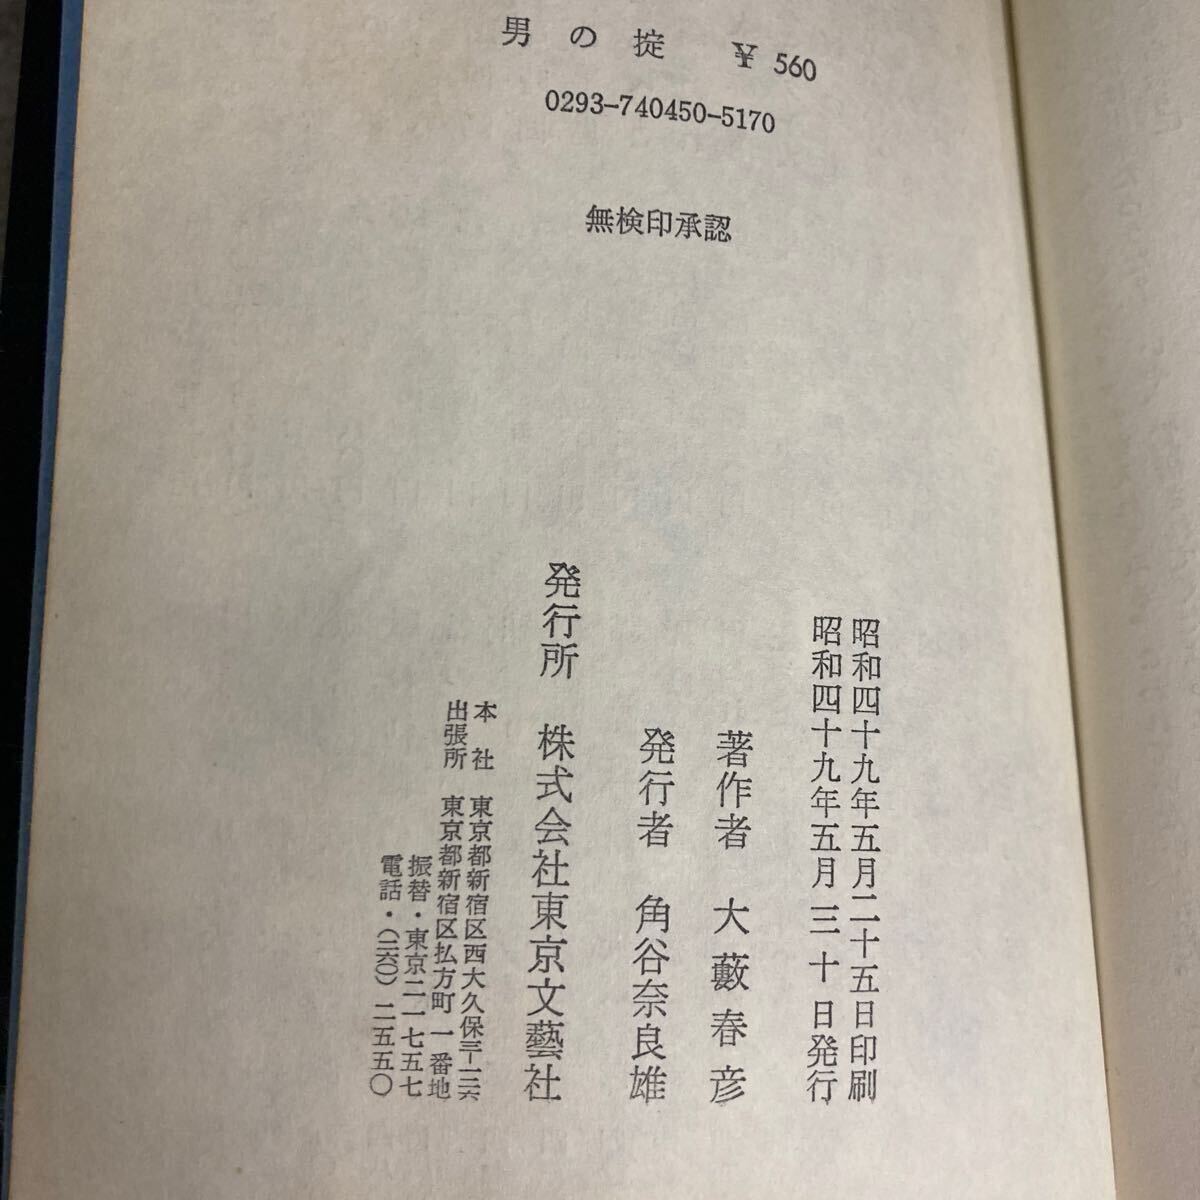 男の掟 ¥560
0293-740450-5170
無検印承認
昭和四十九年五月二十五日印刷
昭和四十九年五月三十日発行
著作者 大藪春彦
発行者 角谷奈良雄
発行所 株式会社東京文藝社
本社 東京都新宿区西大久保三-二六
出張所 東京都新宿区払方町一番地
振替・東京二一七五七
電話・(二六〇)二五五〇